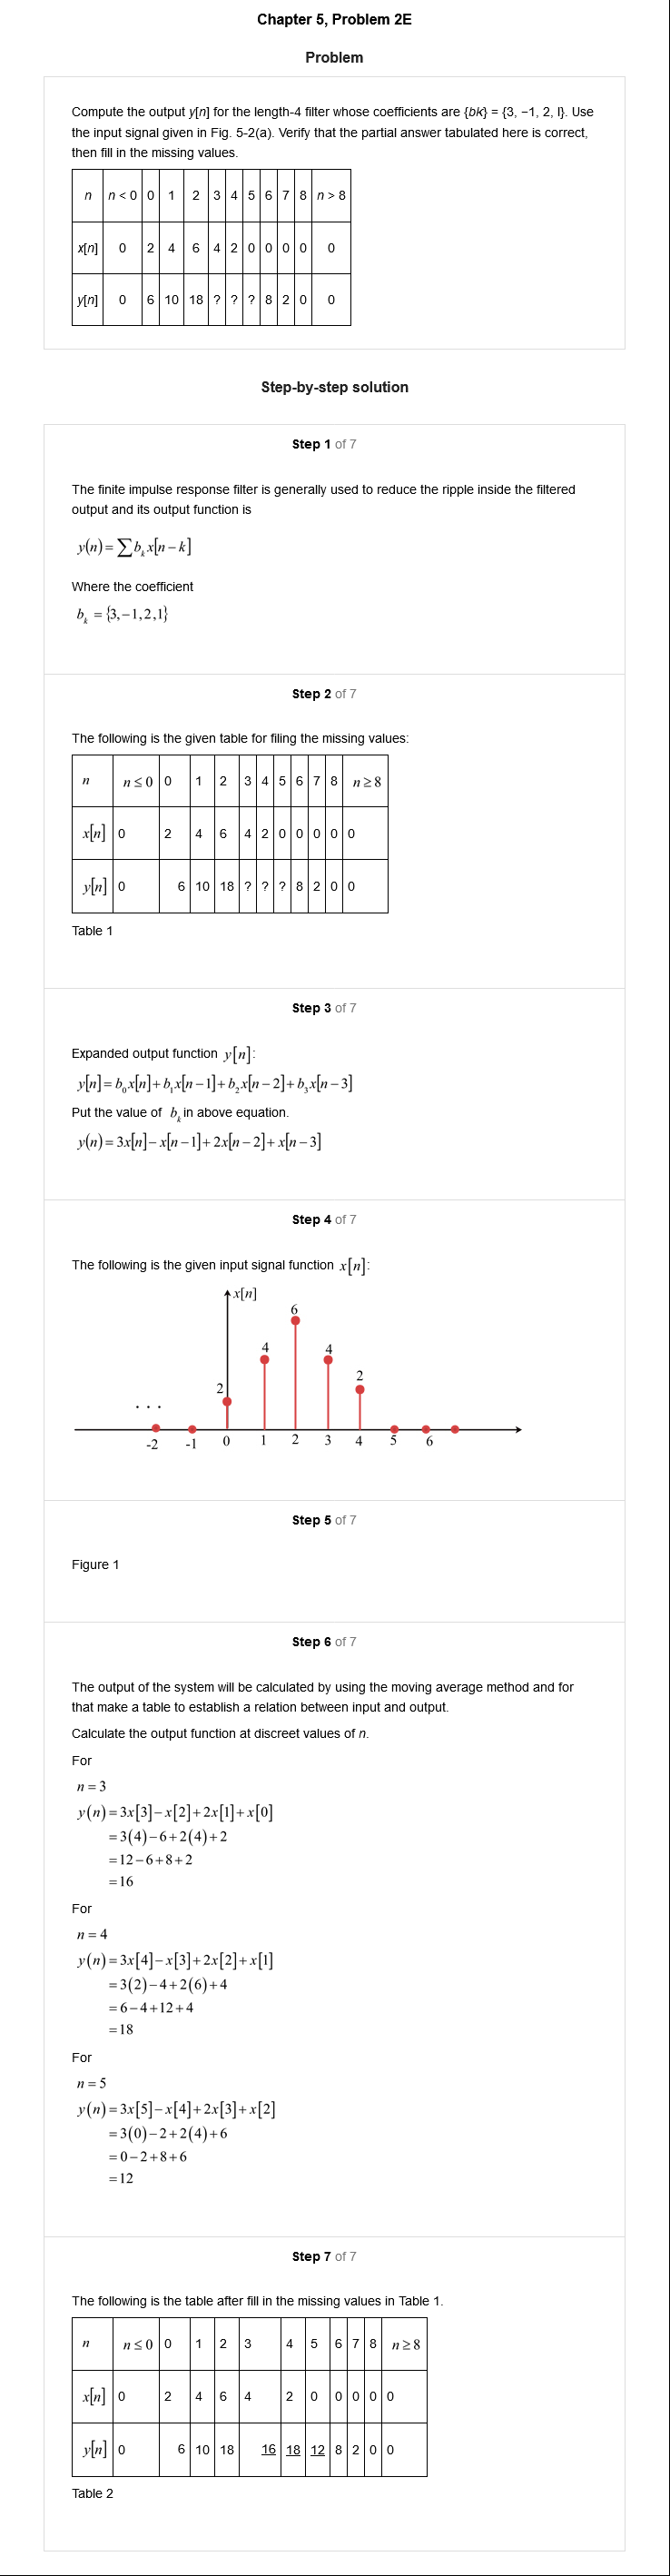 Chapter 5, Problem 2E
Problem
Compute the output y[n] for the length-4 filter whose coefficients are {bk} = {3, −1, 2, l}. Use
the input signal given in Fig. 5-2(a). Verify that the partial answer tabulated here is correct,
then fill in the missing values.
n n < 0 0 1 2 3 4 5 6 7 8 n > 8
x[n] 0 2 4 6 4 2 0 0 0 0 0
y[n] 0 6 10 18 ? ? ? 8 2 0 0
Step-by-step solution
Step 1 of 7
The finite impulse response filter is generally used to reduce the ripple inside the filtered
output and its output function is
y(n) = ∑b_k x[n − k]
Where the coefficient
b_k = {3, −1, 2, 1}
Step 2 of 7
The following is the given table for filing the missing values:
n n ≤ 0 0 1 2 3 4 5 6 7 8 n ≥ 8
x[n] 0 2 4 6 4 2 0 0 0 0 0
y[n] 0 6 10 18 ? ? ? 8 2 0 0
Table 1
Step 3 of 7
Expanded output function y[n]:
y[n] = b₀x[n] + b₁x[n − 1] + b₂x[n − 2] + b₃x[n − 3]
Put the value of b_k in above equation.
y(n) = 3x[n] − x[n − 1] + 2x[n − 2] + x[n − 3]
Step 4 of 7
The following is the given input signal function x[n]:
x[n]
6
4 4
2
2
. . .
-2 -1 0 1 2 3 4 5 6
Step 5 of 7
Figure 1
Step 6 of 7
The output of the system will be calculated by using the moving average method and for
that make a table to establish a relation between input and output.
Calculate the output function at discreet values of n.
For
n = 3
y(n) = 3x[3] − x[2] + 2x[1] + x[0]
= 3(4) − 6 + 2(4) + 2
= 12 − 6 + 8 + 2
= 16
For
n = 4
y(n) = 3x[4] − x[3] + 2x[2] + x[1]
= 3(2) − 4 + 2(6) + 4
= 6 − 4 + 12 + 4
= 18
For
n = 5
y(n) = 3x[5] − x[4] + 2x[3] + x[2]
= 3(0) − 2 + 2(4) + 6
= 0 − 2 + 8 + 6
= 12
Step 7 of 7
The following is the table after fill in the missing values in Table 1.
n n ≤ 0 0 1 2 3 4 5 6 7 8 n ≥ 8
x[n] 0 2 4 6 4 2 0 0 0 0 0
y[n] 0 6 10 18 16 18 12 8 2 0 0
Table 2